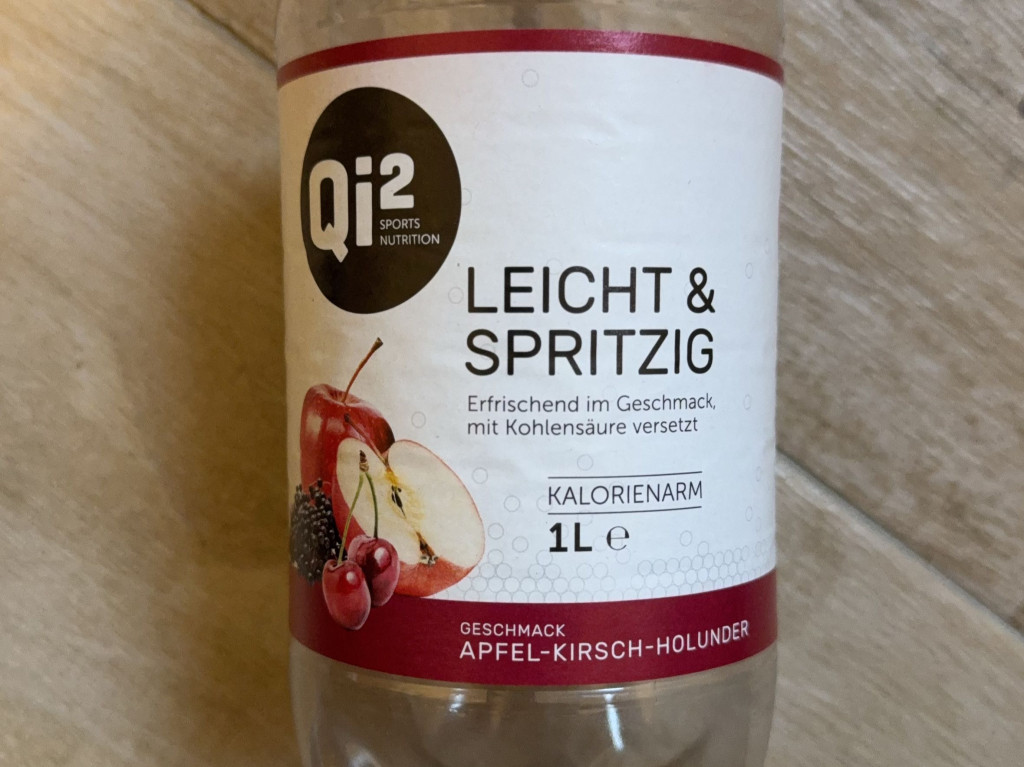 Qi²
SPORTS
NUTRITION
LEICHT &
SPRITZIG
Erfrischend im Geschmack,
mit Kohlensäure versetzt
KALORIENARM
1L ℮
GESCHMACK
APFEL-KIRSCH-HOLUNDER